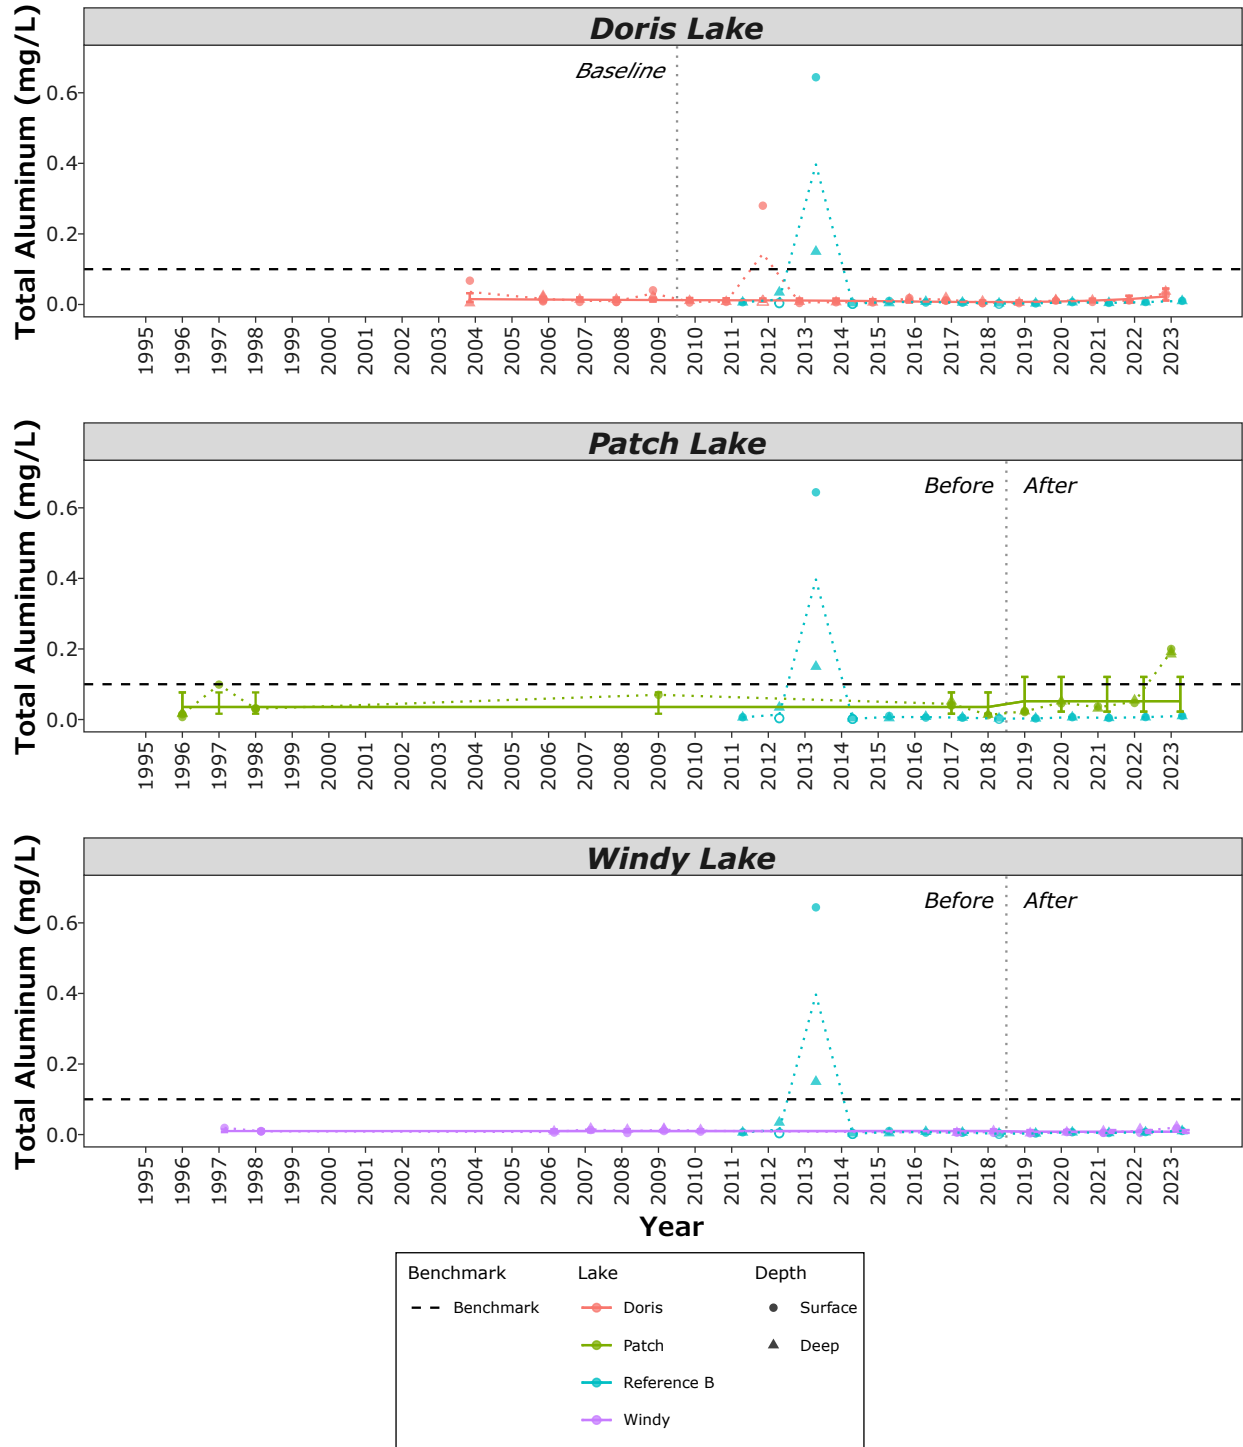 Doris Lake
Total Aluminum (mg/L)
Baseline
0.6
0.4
0.2
0.0
1995 1996 1997 1998 1999 2000 2001 2002 2003 2004 2005 2006 2007 2008 2009 2010 2011 2012 2013 2014 2015 2016 2017 2018 2019 2020 2021 2022 2023
Patch Lake
Total Aluminum (mg/L)
Before After
0.6
0.4
0.2
0.0
1995 1996 1997 1998 1999 2000 2001 2002 2003 2004 2005 2006 2007 2008 2009 2010 2011 2012 2013 2014 2015 2016 2017 2018 2019 2020 2021 2022 2023
Windy Lake
Total Aluminum (mg/L)
Before After
0.6
0.4
0.2
0.0
1995 1996 1997 1998 1999 2000 2001 2002 2003 2004 2005 2006 2007 2008 2009 2010 2011 2012 2013 2014 2015 2016 2017 2018 2019 2020 2021 2022 2023
Year
Benchmark Lake Depth
Benchmark Doris Surface
Patch Deep
Reference B
Windy